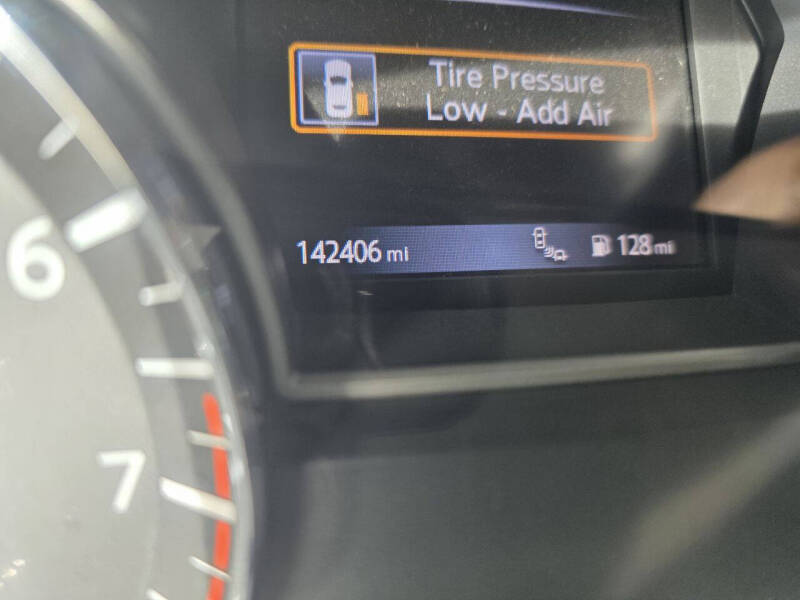 Tire Pressure
Low - Add Air
142406 mi
128 mi
6
7